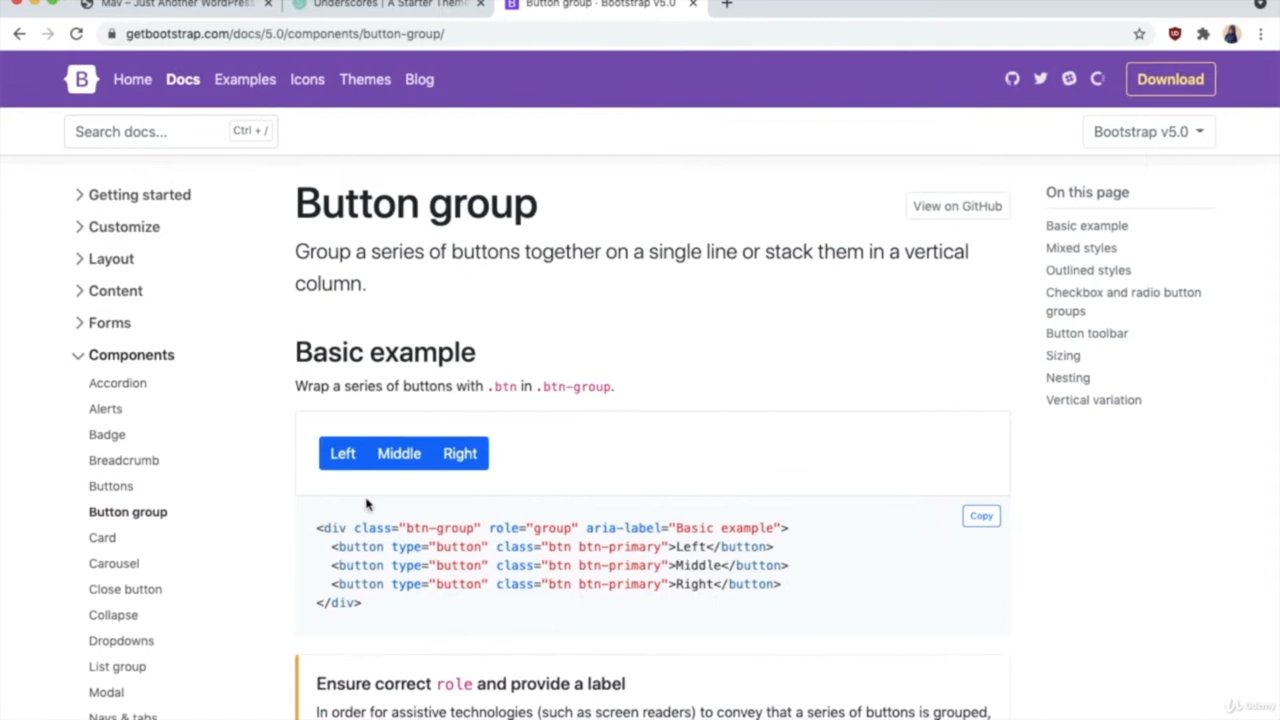 Mav – Just Another WordPress
Underscores | A Starter Theme
Button group · Bootstrap v5.0
getbootstrap.com/docs/5.0/components/button-group/
B
Home
Docs
Examples
Icons
Themes
Blog
Download
Search docs...
Ctrl + /
Bootstrap v5.0
Getting started
Customize
Layout
Content
Forms
Components
Accordion
Alerts
Badge
Breadcrumb
Buttons
Button group
Card
Carousel
Close button
Collapse
Dropdowns
List group
Modal
Navs & tabs
Button group
View on GitHub
Group a series of buttons together on a single line or stack them in a vertical
column.
Basic example
Wrap a series of buttons with .btn in .btn-group.
Left
Middle
Right
Copy
<div class="btn-group" role="group" aria-label="Basic example">
<button type="button" class="btn btn-primary">Left</button>
<button type="button" class="btn btn-primary">Middle</button>
<button type="button" class="btn btn-primary">Right</button>
</div>
Ensure correct role and provide a label
In order for assistive technologies (such as screen readers) to convey that a series of buttons is grouped,
On this page
Basic example
Mixed styles
Outlined styles
Checkbox and radio button
groups
Button toolbar
Sizing
Nesting
Vertical variation
Udemy